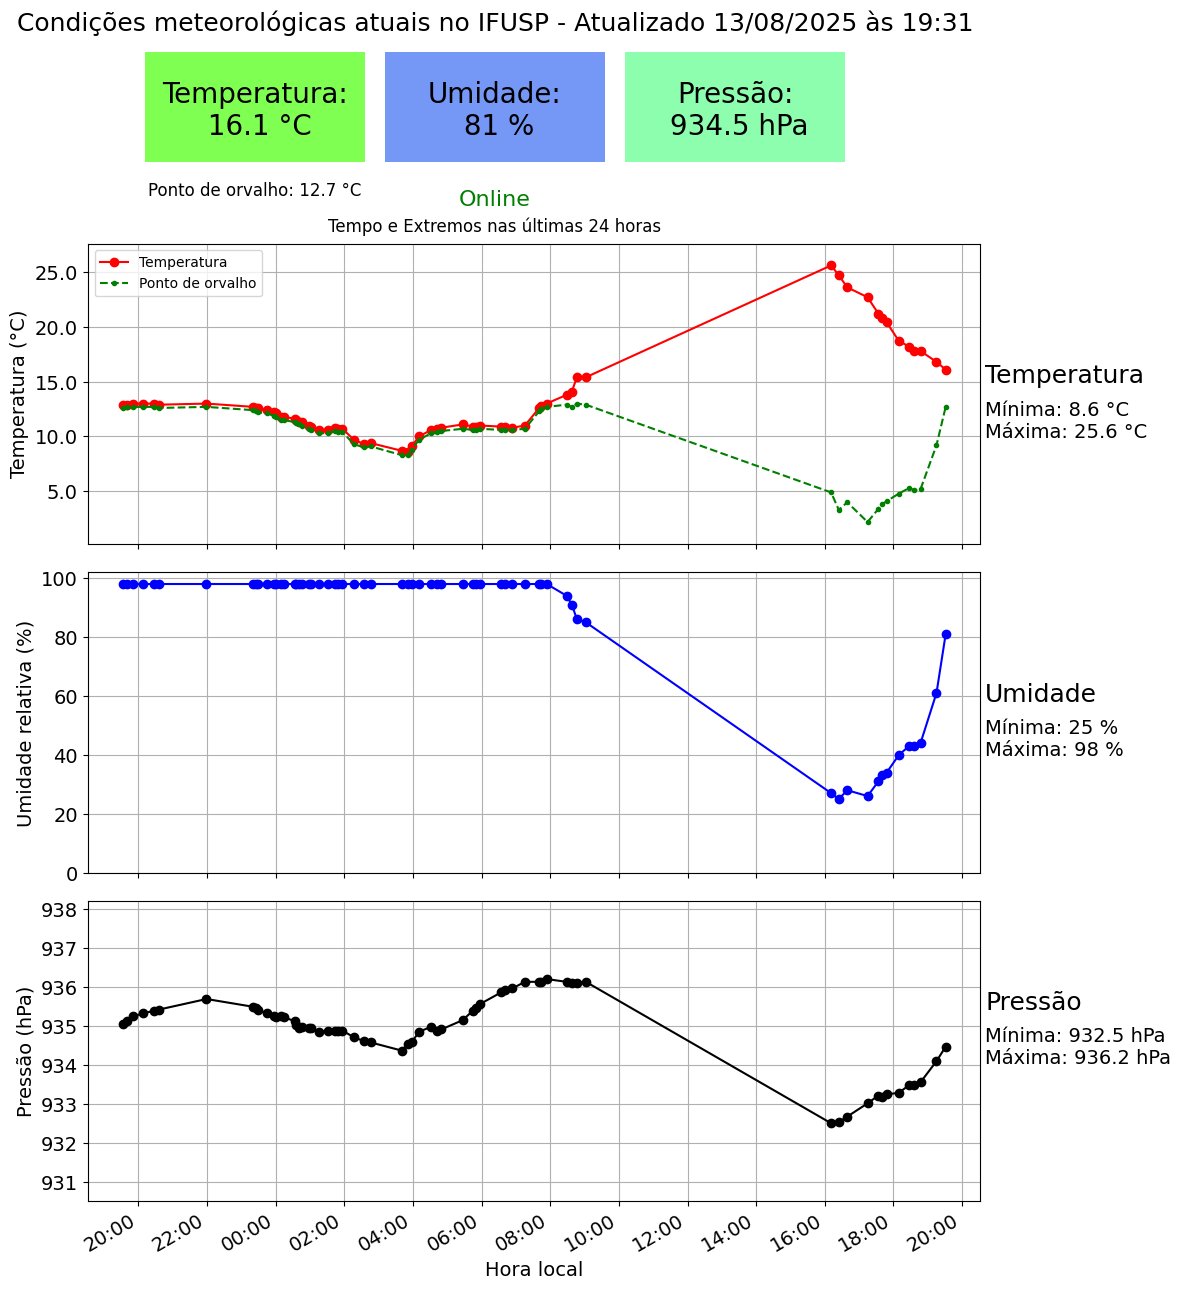 Condições meteorológicas atuais no IFUSP - Atualizado 13/08/2025 às 19:31
Temperatura:
16.1 °C
Umidade:
81 %
Pressão:
934.5 hPa
Ponto de orvalho: 12.7 °C
Online
Tempo e Extremos nas últimas 24 horas
Temperatura (°C)
25.0
20.0
15.0
10.0
5.0
Temperatura
Ponto de orvalho
Temperatura
Mínima: 8.6 °C
Máxima: 25.6 °C
Umidade relativa (%)
100
80
60
40
20
0
Umidade
Mínima: 25 %
Máxima: 98 %
Pressão (hPa)
938
937
936
935
934
933
932
931
Pressão
Mínima: 932.5 hPa
Máxima: 936.2 hPa
20:00 22:00 00:00 02:00 04:00 06:00 08:00 10:00 12:00 14:00 16:00 18:00 20:00
Hora local